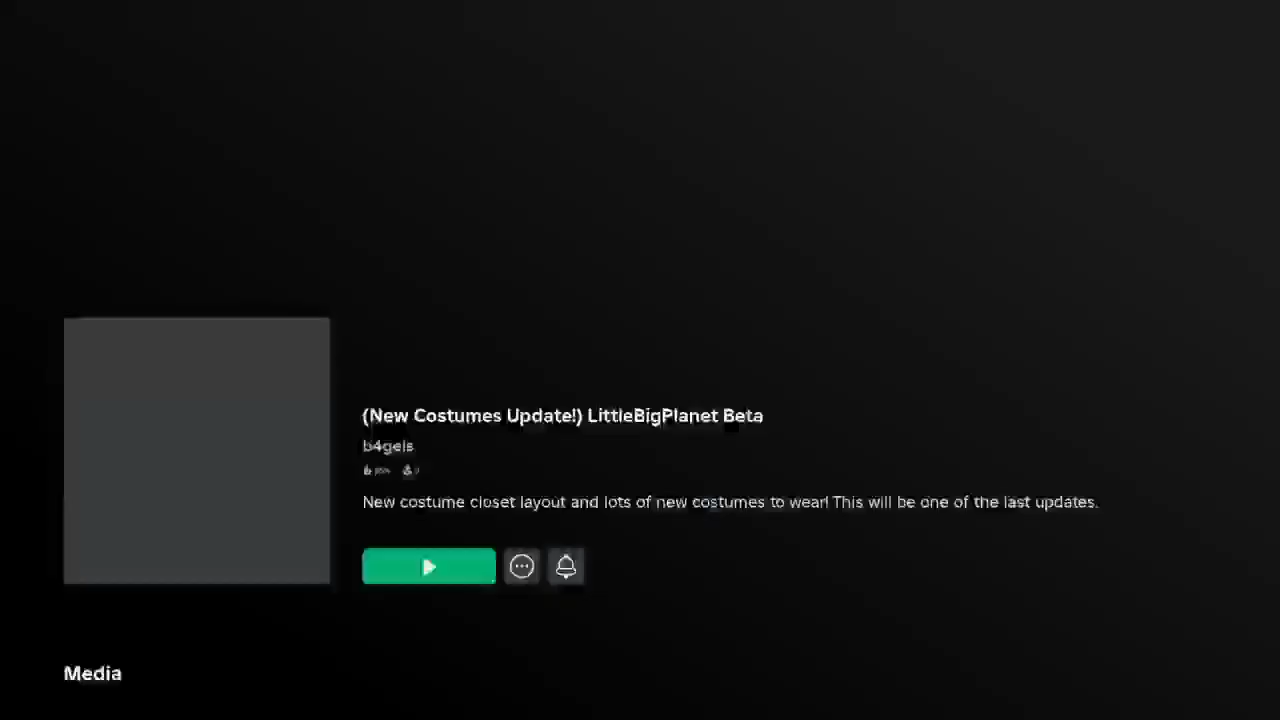 (New Costumes Update!) LittleBigPlanet Beta
b4gels
New costume closet layout and lots of new costumes to wear! This will be one of the last updates.
Media